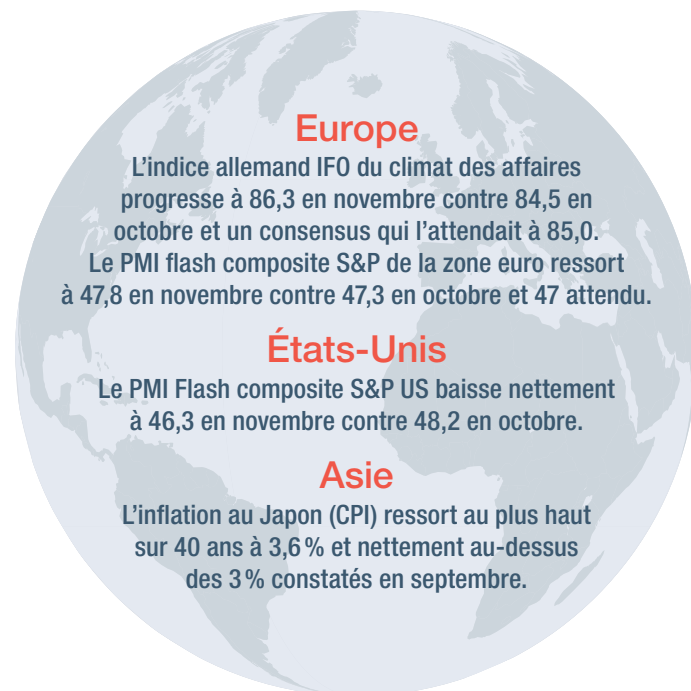 Europe
L’indice allemand IFO du climat des affaires
progresse à 86,3 en novembre contre 84,5 en
octobre et un consensus qui l’attendait à 85,0.
Le PMI flash composite S&P de la zone euro ressort
à 47,8 en novembre contre 47,3 en octobre et 47 attendu.
États-Unis
Le PMI Flash composite S&P US baisse nettement
à 46,3 en novembre contre 48,2 en octobre.
Asie
L’inflation au Japon (CPI) ressort au plus haut
sur 40 ans à 3,6 % et nettement au-dessus
des 3 % constatés en septembre.